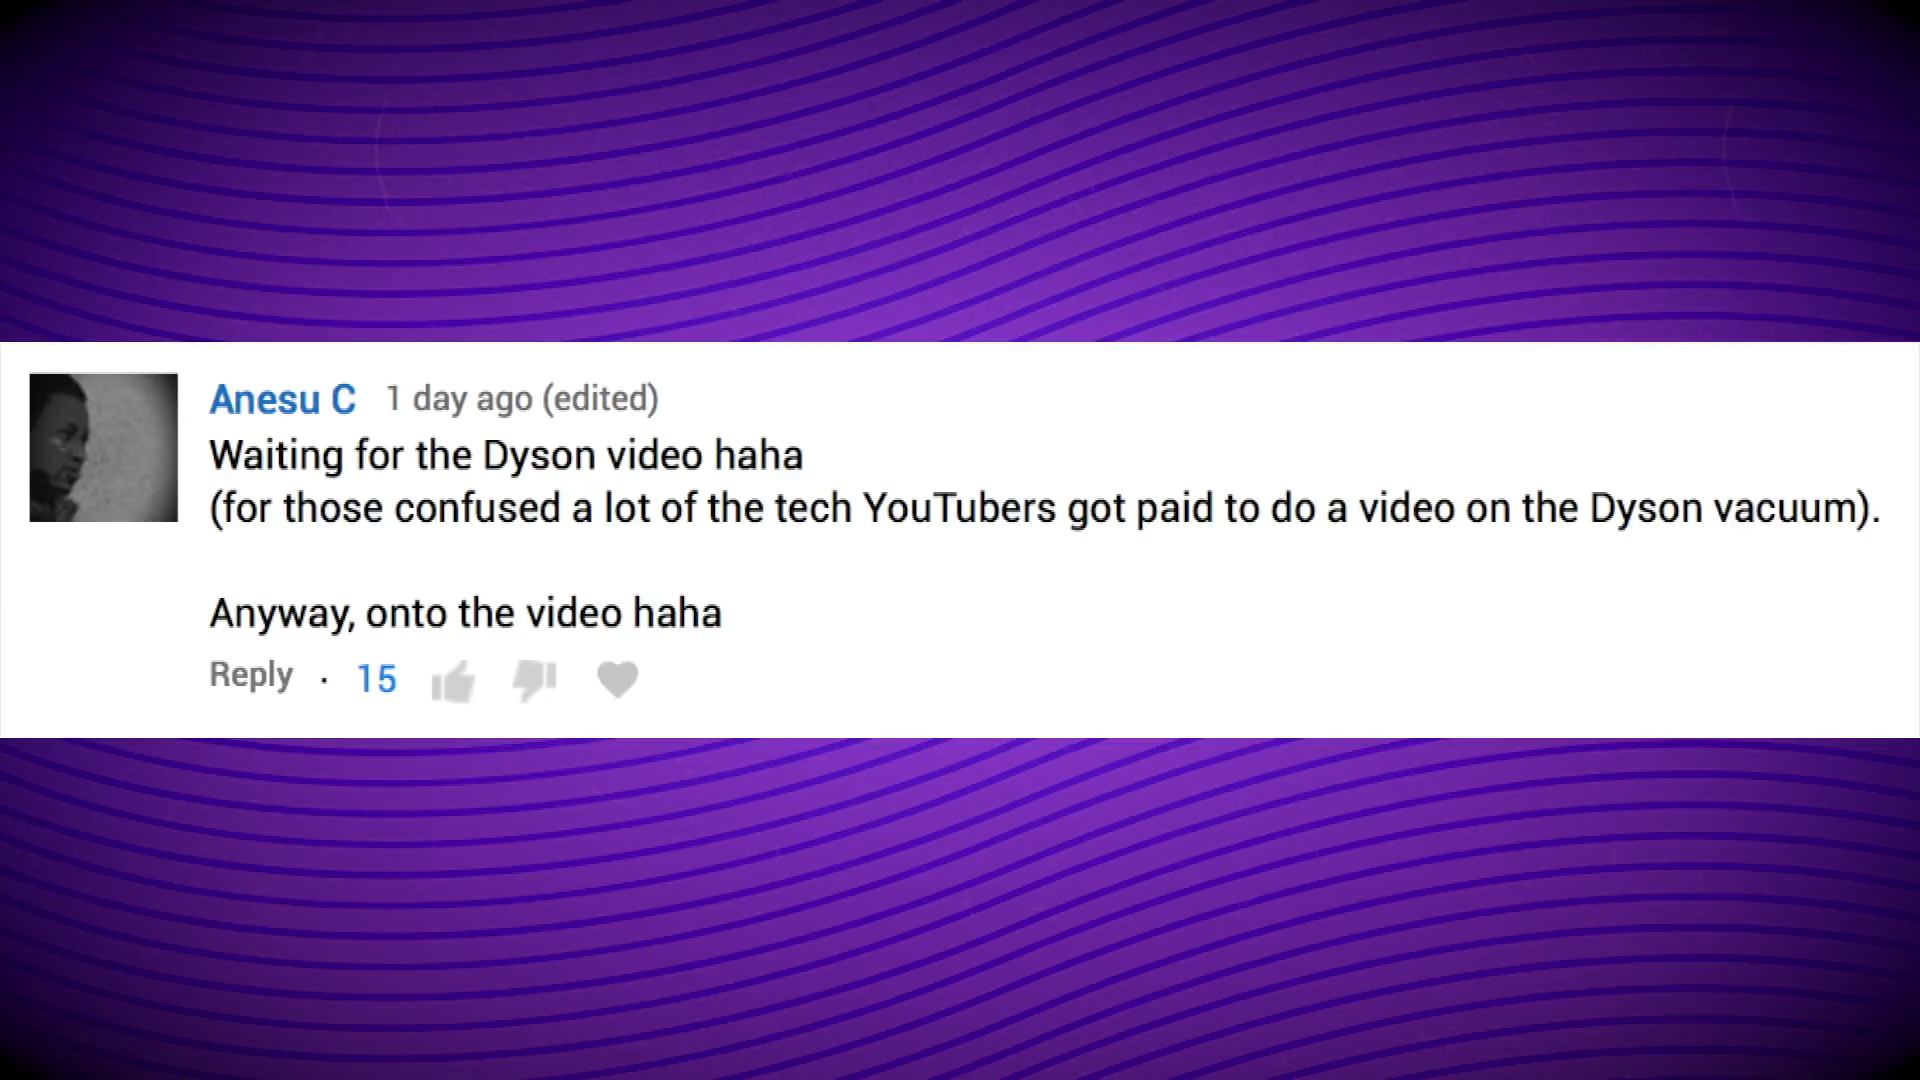 Anesu C 1 day ago (edited)
Waiting for the Dyson video haha
(for those confused a lot of the tech YouTubers got paid to do a video on the Dyson vacuum).
Anyway, onto the video haha
Reply · 15